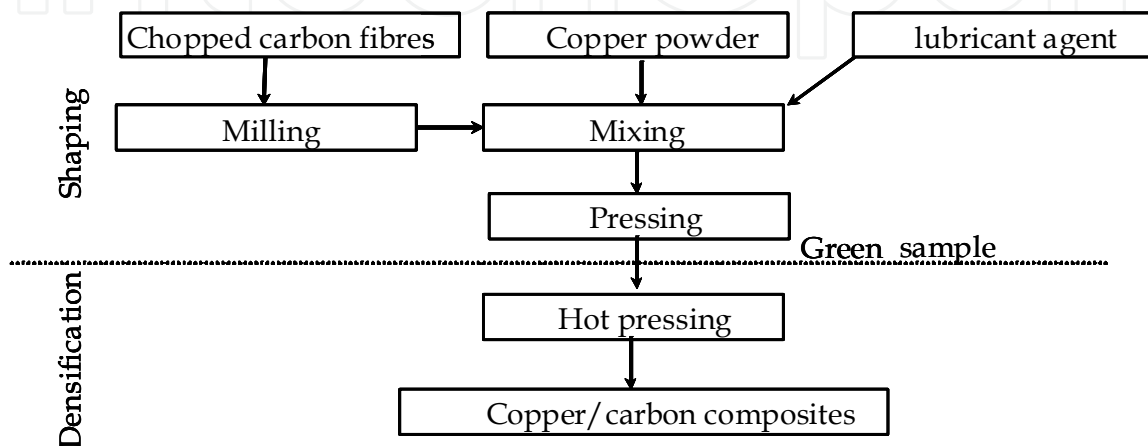 Chopped carbon fibres
Copper powder
lubricant agent
Shaping
Milling
Mixing
Pressing
Green sample
Densification
Hot pressing
Copper/carbon composites